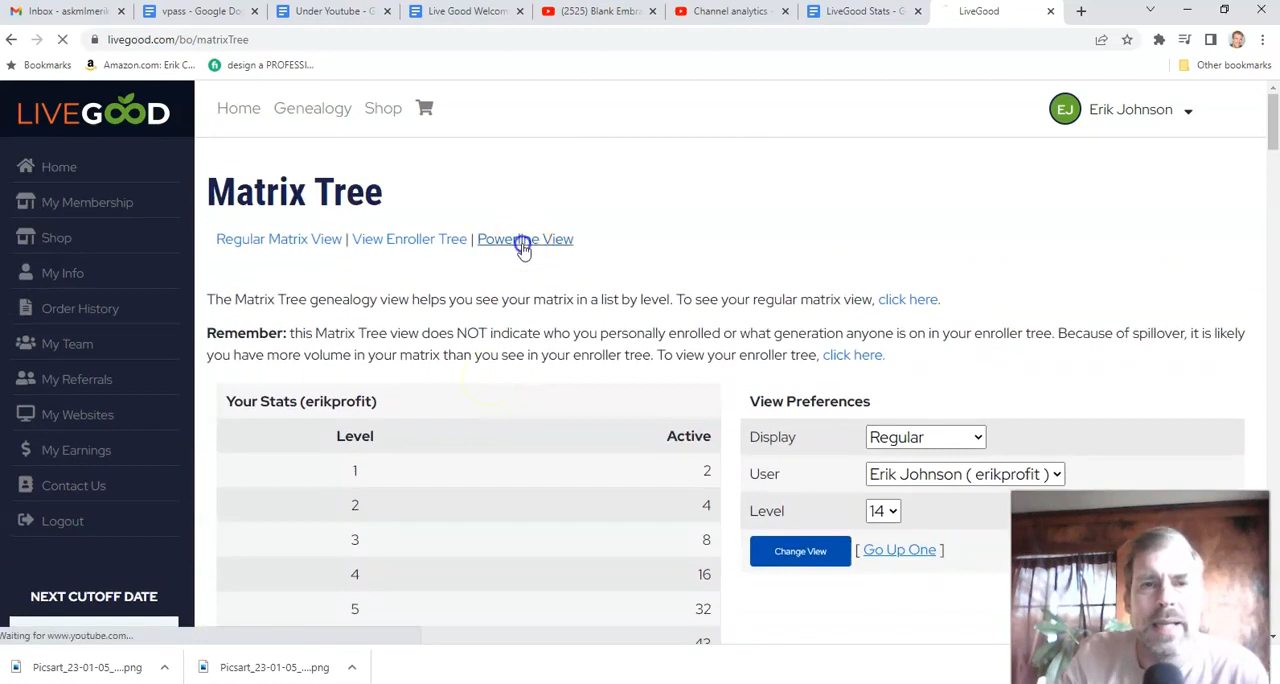 Inbox - askmlmerik
vpass - Google Do
Under Youtube - G
Live Good Welcom
(2525) Blank Embra
Channel analytics -
LiveGood Stats - G
LiveGood
livegood.com/bo/matrixTree
Bookmarks
Amazon.com: Erik C...
design a PROFESSI...
Other bookmarks
LIVEGOOD
Home Genealogy Shop
EJ Erik Johnson
Home
My Membership
Shop
My Info
Order History
My Team
My Referrals
My Websites
My Earnings
Contact Us
Logout
NEXT CUTOFF DATE
Matrix Tree
Regular Matrix View | View Enroller Tree | Powerline View
The Matrix Tree genealogy view helps you see your matrix in a list by level. To see your regular matrix view, click here.
Remember: this Matrix Tree view does NOT indicate who you personally enrolled or what generation anyone is on in your enroller tree. Because of spillover, it is likely
you have more volume in your matrix than you see in your enroller tree. To view your enroller tree, click here.
Your Stats (erikprofit)
Level Active
1 2
2 4
3 8
4 16
5 32
43
View Preferences
Display Regular
User Erik Johnson ( erikprofit )
Level 14
Change View [ Go Up One ]
Waiting for www.youtube.com...
Picsart_23-01-05_....png
Picsart_23-01-05_....png